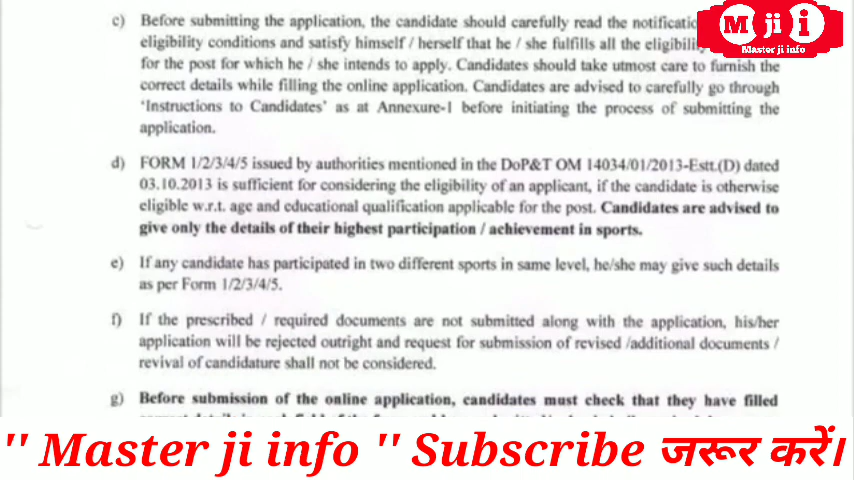 c) Before submitting the application, the candidate should carefully read the
eligibility conditions and satisfy himself / herself that he / she fulfills all the
for the post for which he / she intends to apply. Candidates should take utmost care to furnish the
correct details while filling the online application. Candidates are advised to carefully go through
'Instructions to Candidates' as at Annexure-I before initiating the process of submitting the
application.
d) FORM 1/2/3/4/5 issued by authorities mentioned in the DoP&T OM 14034/01/2013-Estt.(D) dated
03.10.2013 is sufficient for considering the eligibility of an applicant, if the candidate is otherwise
eligible w.r.t. age and educational qualification applicable for the post. Candidates are advised to
give only the details of their highest participation / achievement in sports.
e) If any candidate has participated in two different sports in same level, he/she may give such details
as per Form 1/2/3/4/5.
f) If the prescribed / required documents are not submitted along with the application, his/her
application will be rejected outright and request for submission of revised /additional documents /
revival of candidature shall not be considered.
g) Before submission of the online application, candidates must check that they have filled
M ji i
Master ji info
" Master ji info " Subscribe जरूर करें।